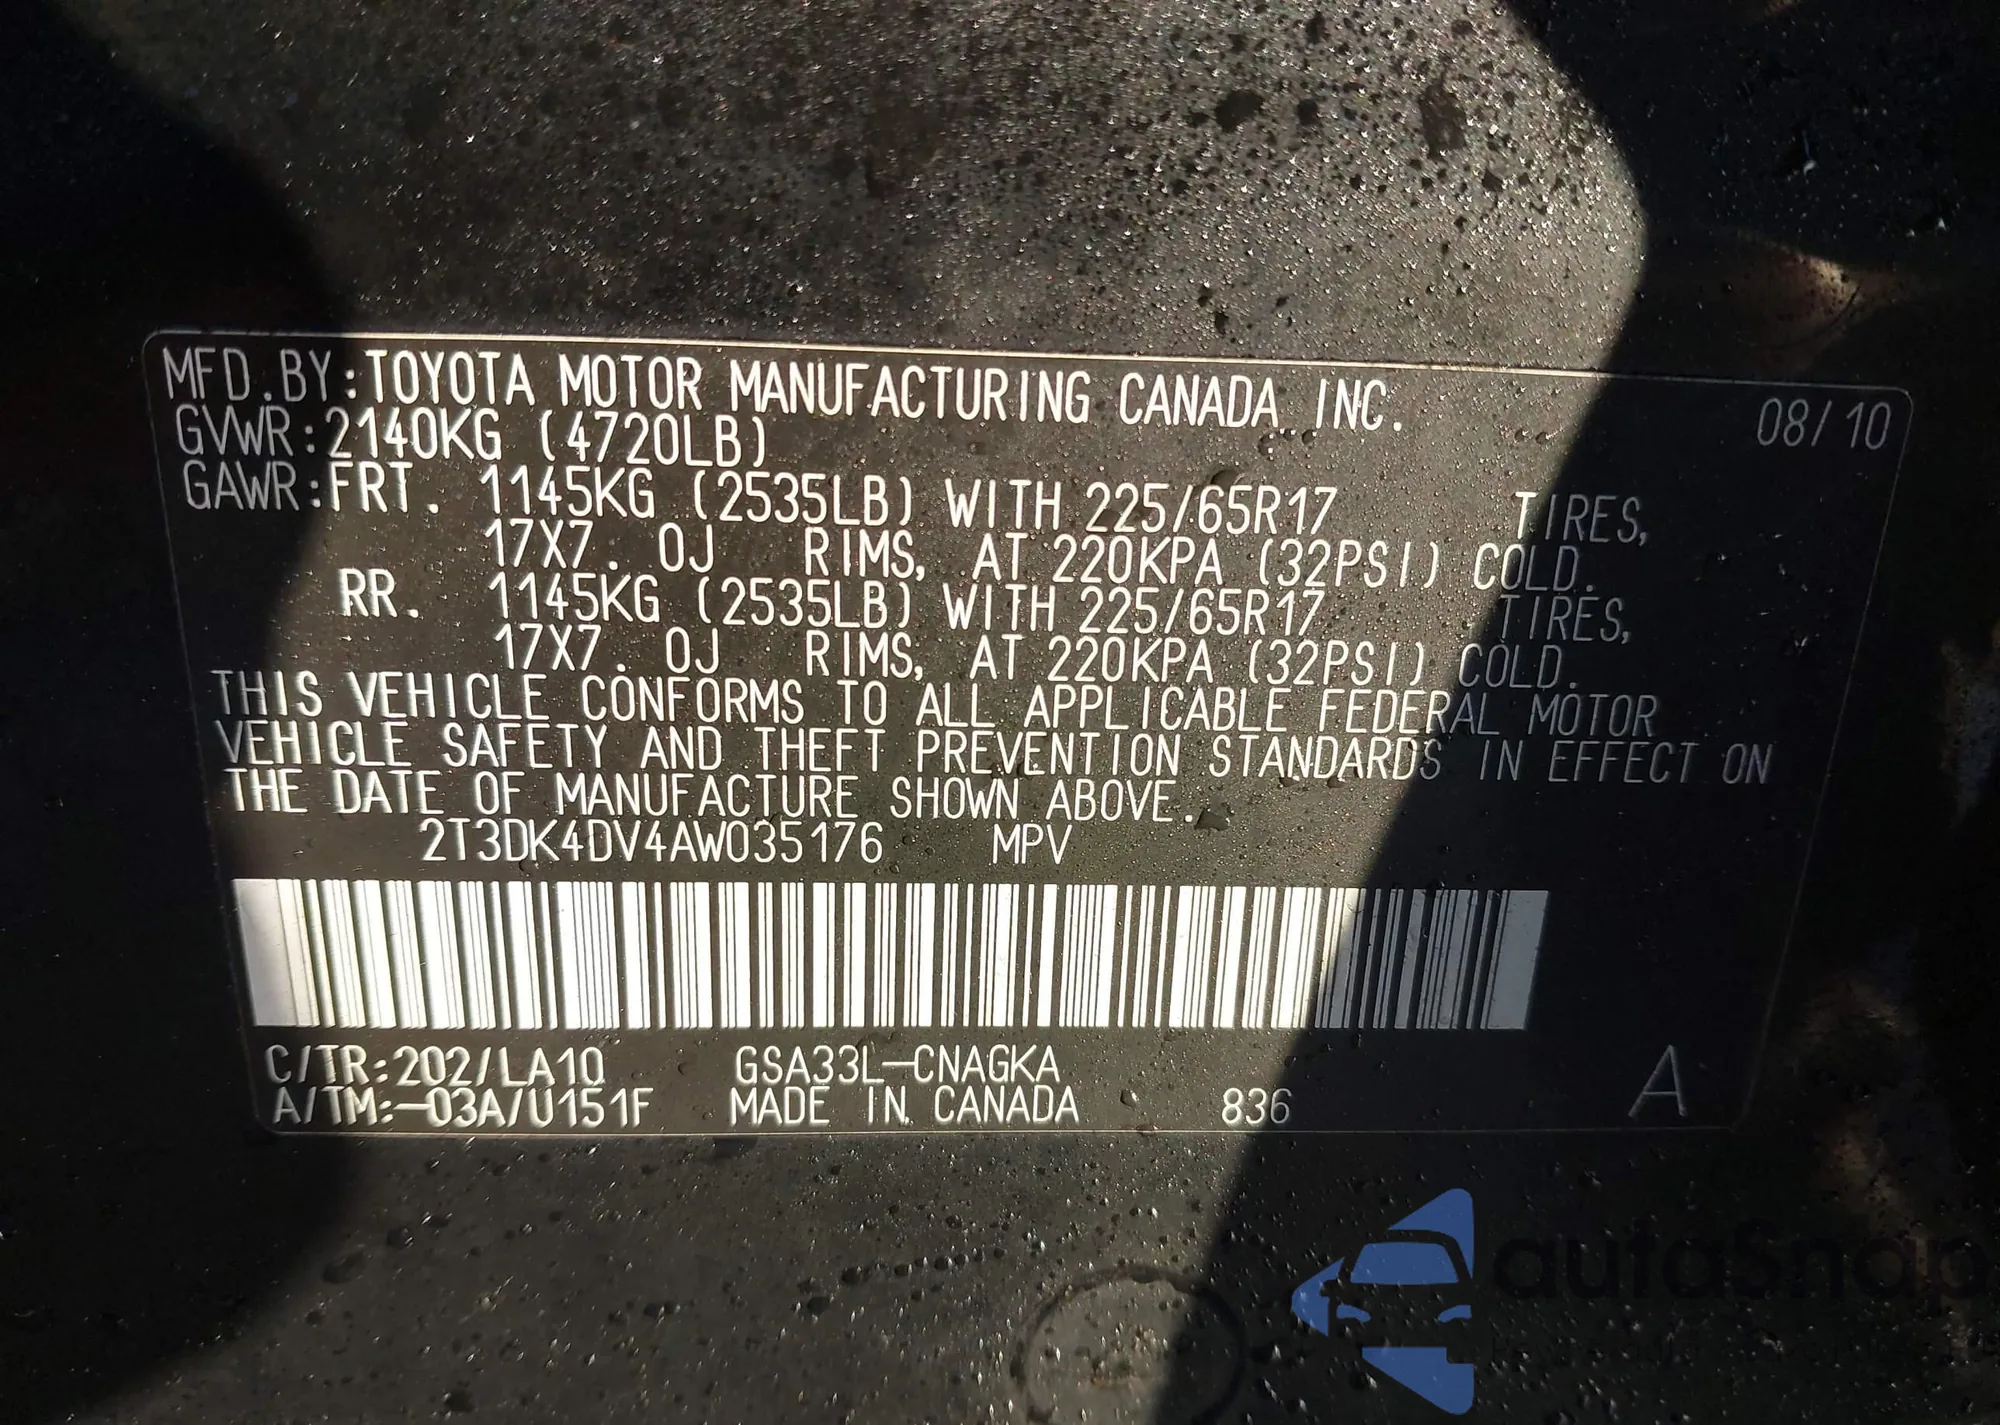 MFD.BY:TOYOTA MOTOR MANUFACTURING CANADA INC.
08/10
GVWR:2140KG (4720LB)
GAWR:FRT. 1145KG (2535LB) WITH 225/65R17 TIRES,
17X7. 0J RIMS, AT 220KPA (32PSI) COLD.
RR. 1145KG (2535LB) WITH 225/65R17 TIRES,
17X7. 0J RIMS, AT 220KPA (32PSI) COLD.
THIS VEHICLE CONFORMS TO ALL APPLICABLE FEDERAL MOTOR
VEHICLE SAFETY AND THEFT PREVENTION STANDARDS IN EFFECT ON
THE DATE OF MANUFACTURE SHOWN ABOVE.
2T3DK4DV4AW035176 MPV
C/TR:202/LA10 GSA33L-CNAGKA
A/TM:-03A/U151F MADE IN CANADA 836 A
autoSnap